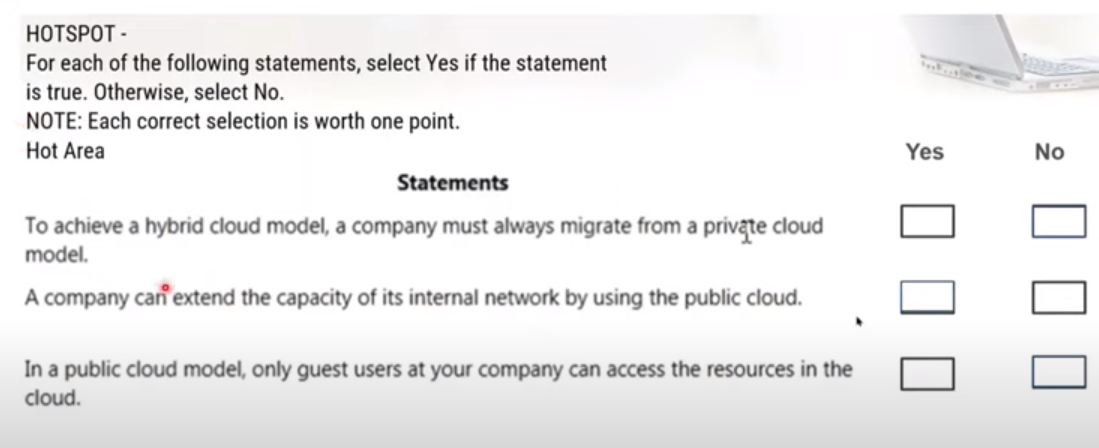 HOTSPOT -
For each of the following statements, select Yes if the statement
is true. Otherwise, select No.
NOTE: Each correct selection is worth one point.
Hot Area
Yes No
Statements
To achieve a hybrid cloud model, a company must always migrate from a private cloud
model.
A company can extend the capacity of its internal network by using the public cloud.
In a public cloud model, only guest users at your company can access the resources in the
cloud.